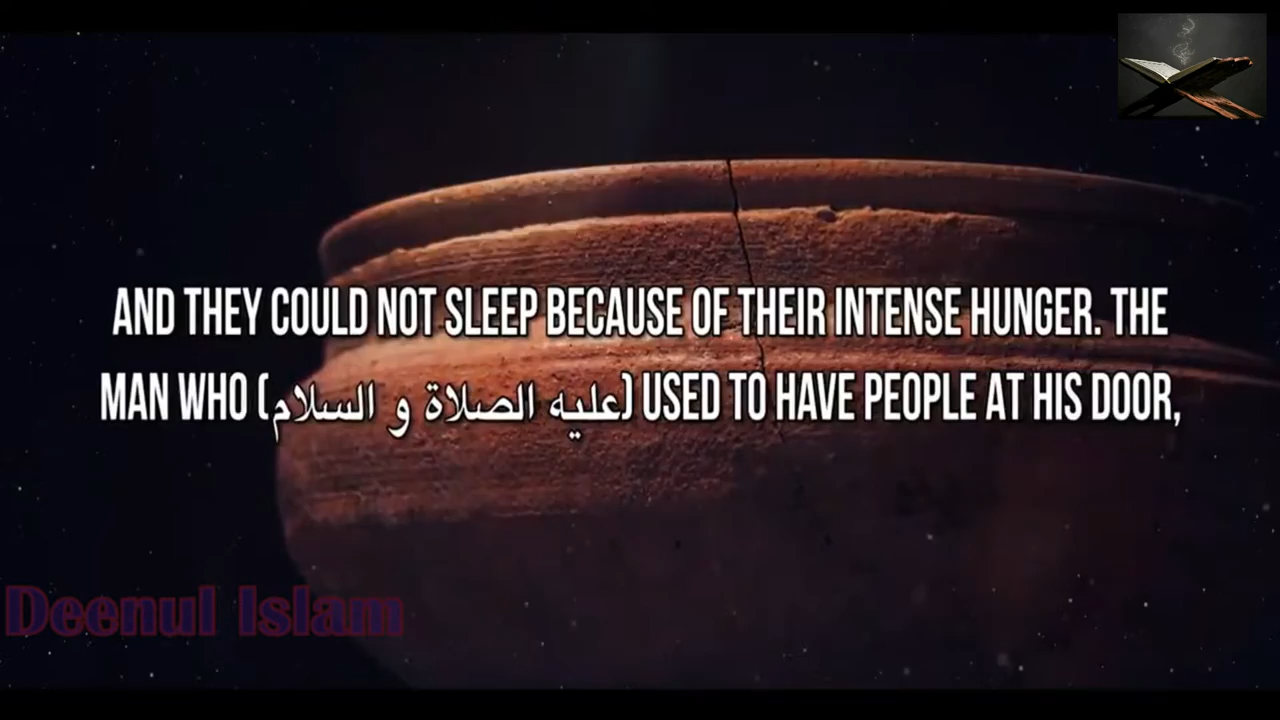 AND THEY COULD NOT SLEEP BECAUSE OF THEIR INTENSE HUNGER. THE
MAN WHO (عليه الصلاة و السلام) USED TO HAVE PEOPLE AT HIS DOOR,
Deenul Islam